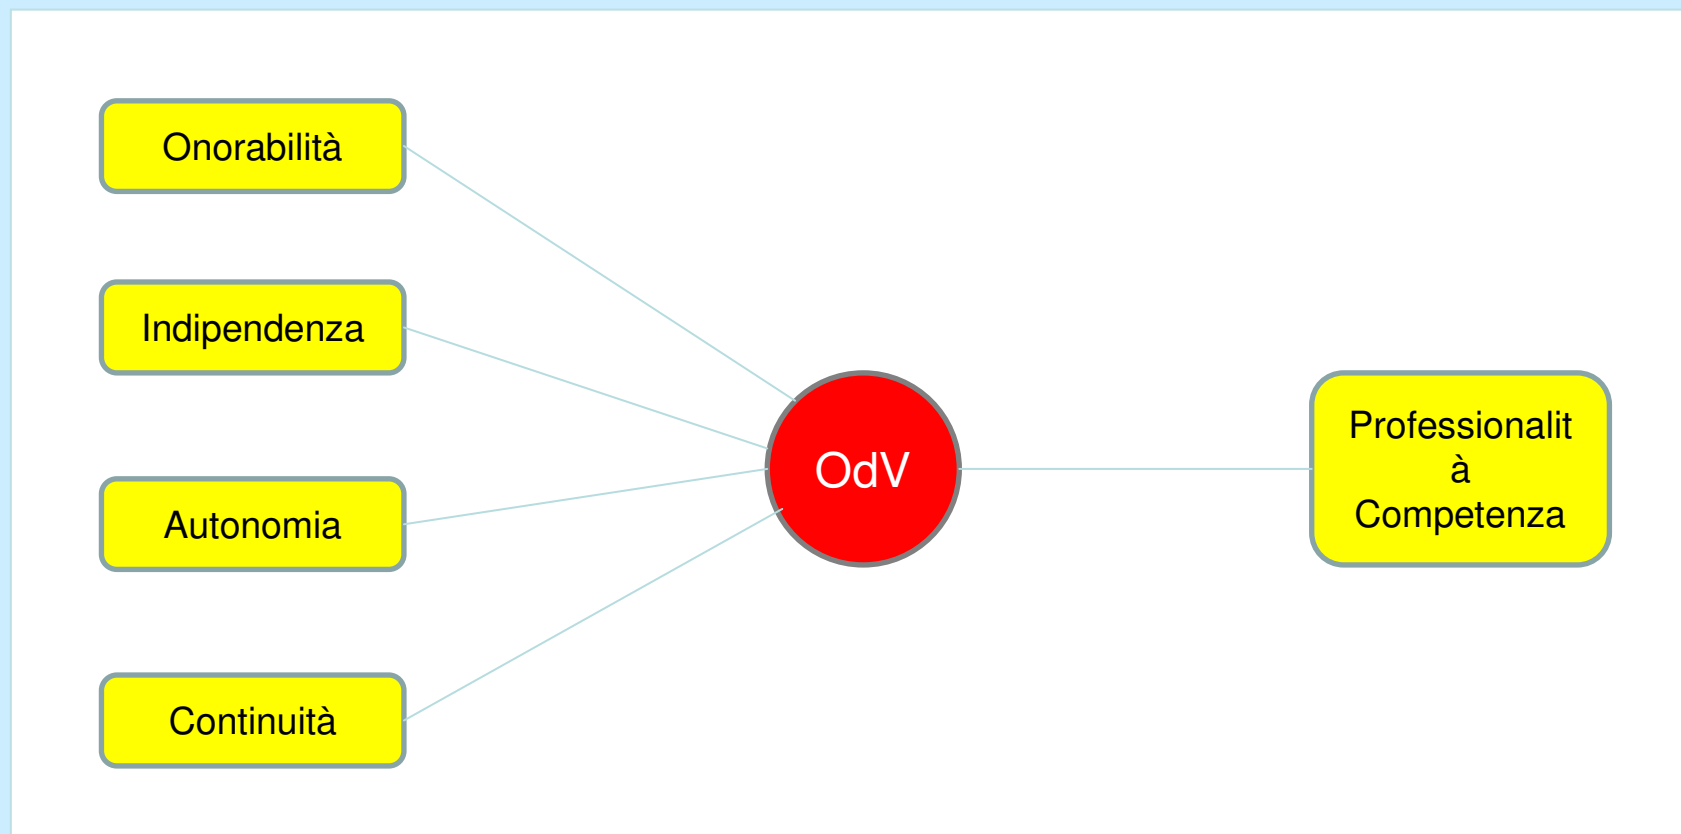 Onorabilità
Indipendenza
Autonomia
Continuità
OdV
Professionalit
à
Competenza